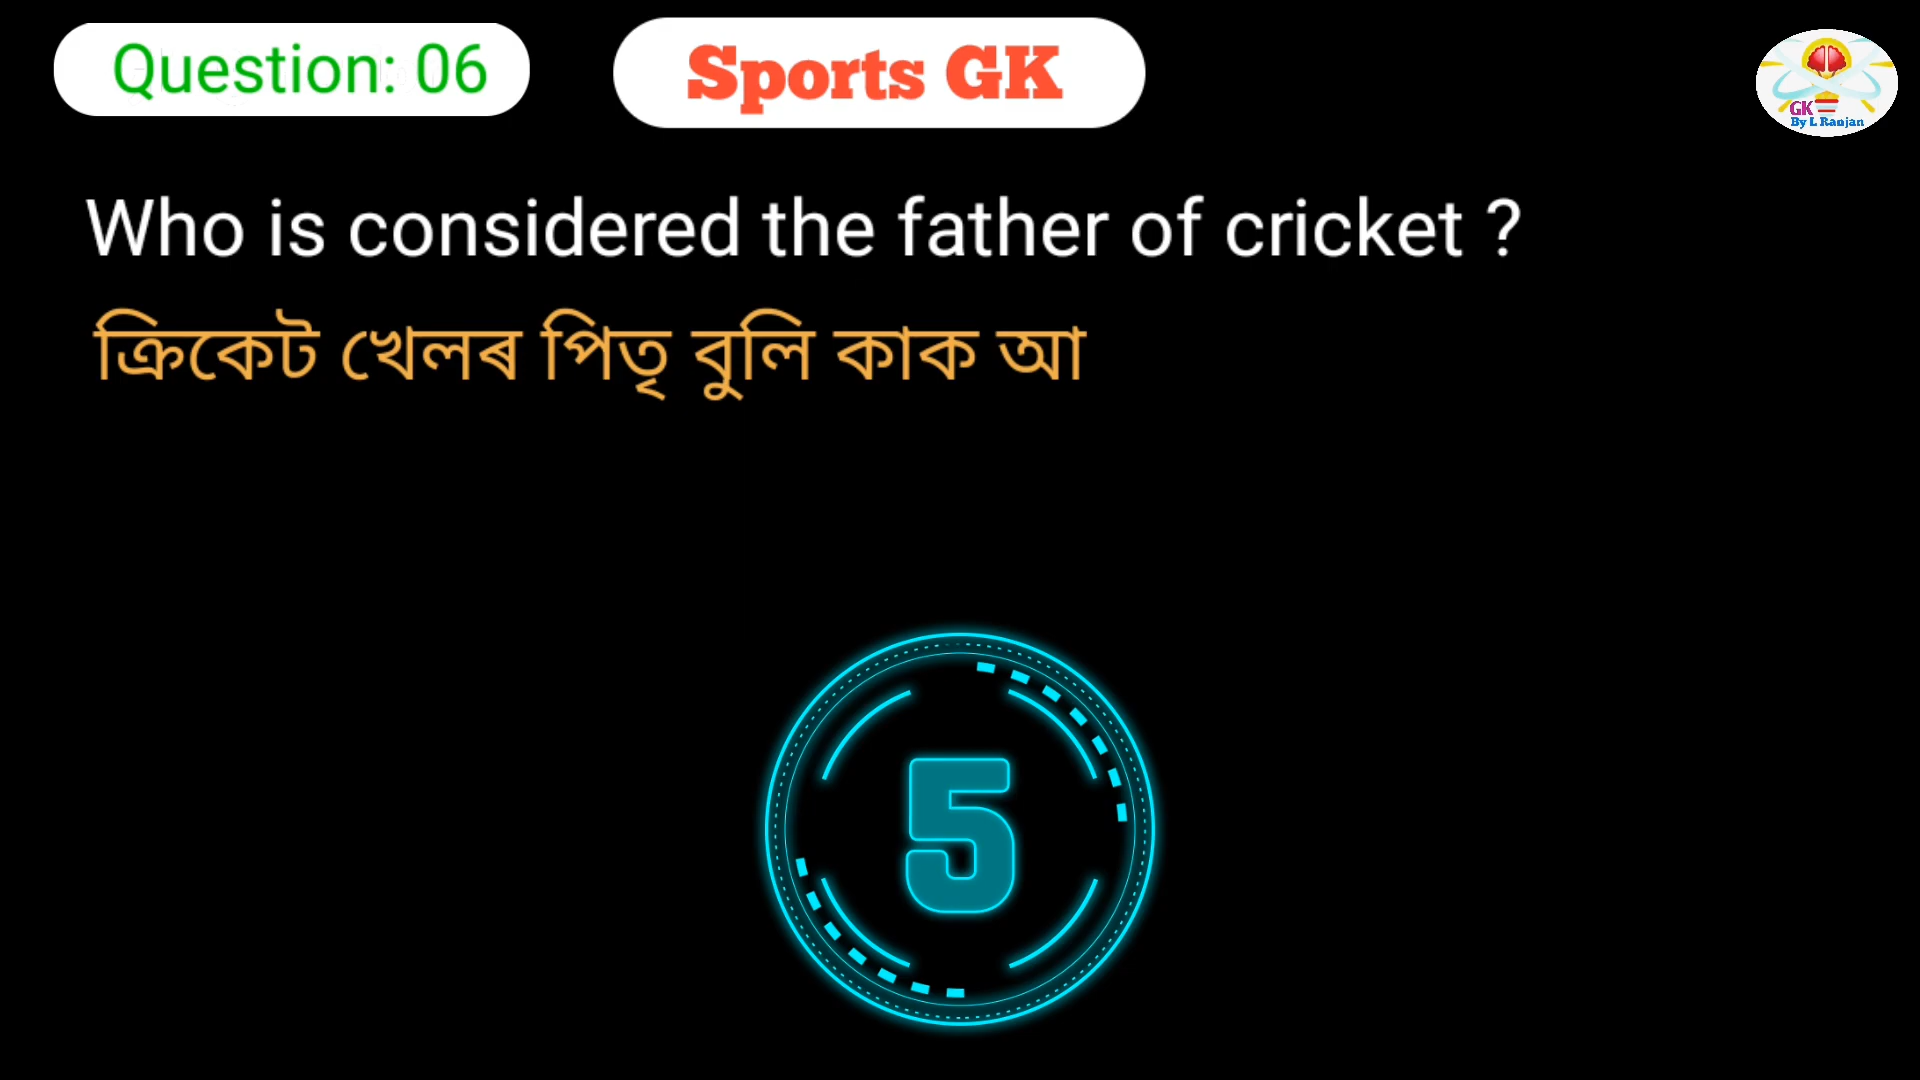 Question: 06
Sports GK
GK
By L Ranjan
Who is considered the father of cricket ?
ক্ৰিকেট খেলৰ পিতৃ বুলি কাক আ
5